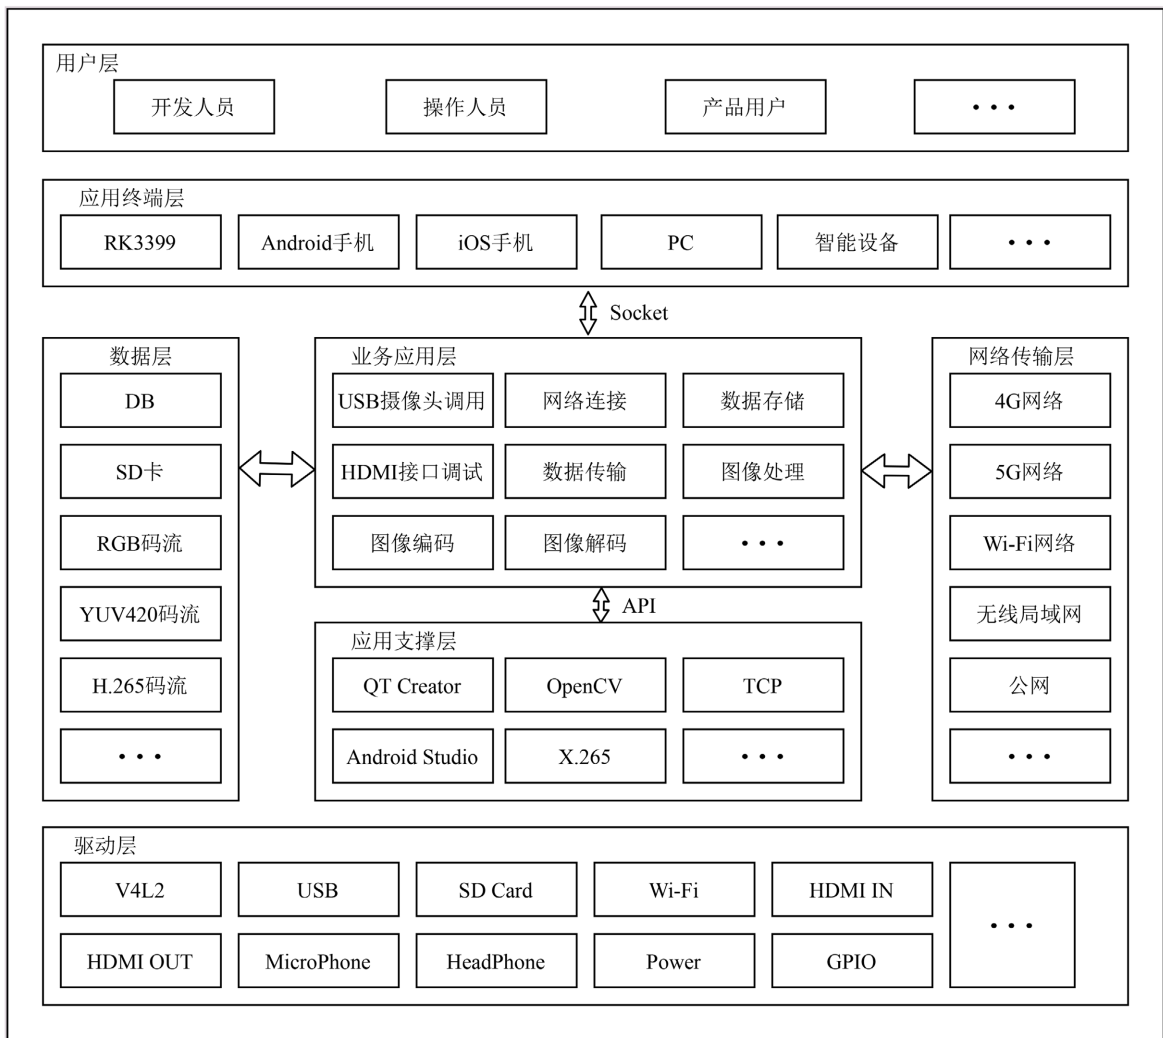 用户层
开发人员 操作人员 产品用户 •••
应用终端层
RK3399 Android手机 iOS手机 PC 智能设备 •••
Socket
数据层
DB
SD卡
RGB码流
YUV420码流
H.265码流
•••
业务应用层
USB摄像头调用 网络连接 数据存储
HDMI接口调试 数据传输 图像处理
图像编码 图像解码 •••
API
应用支撑层
QT Creator OpenCV TCP
Android Studio X.265 •••
网络传输层
4G网络
5G网络
Wi-Fi网络
无线局域网
公网
•••
驱动层
V4L2 USB SD Card Wi-Fi HDMI IN •••
HDMI OUT MicroPhone HeadPhone Power GPIO